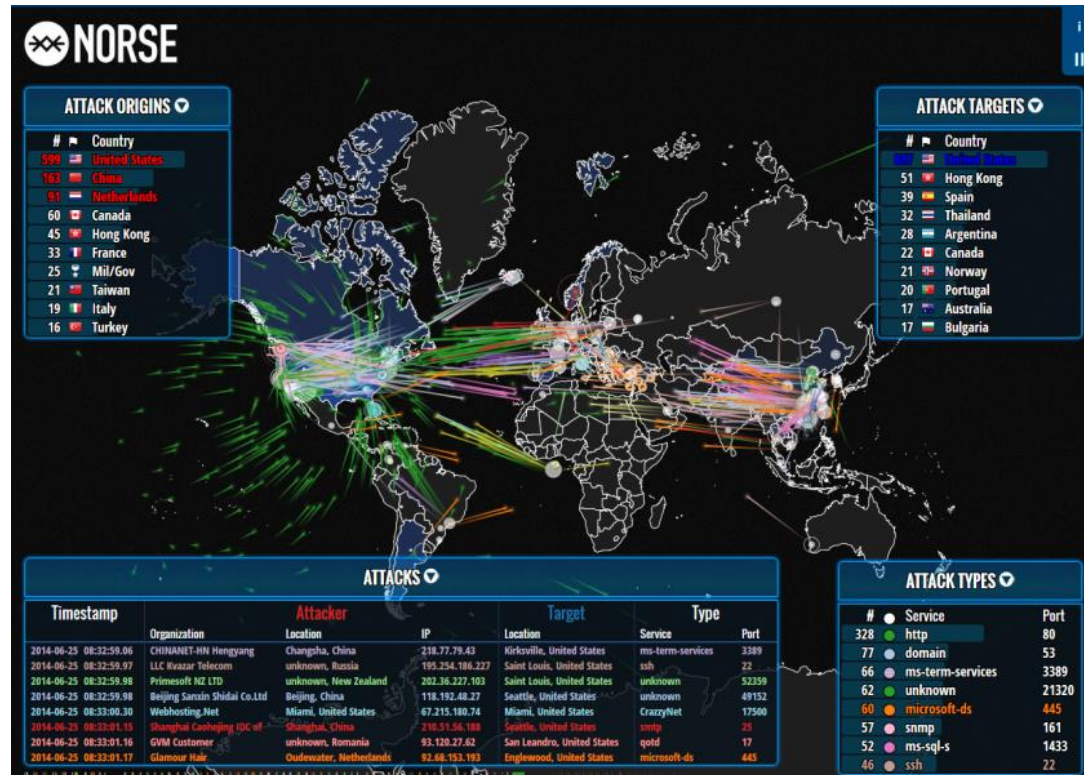 NORSE
ATTACK ORIGINS
# Country
599 United States
163 China
91 Netherlands
60 Canada
45 Hong Kong
33 France
25 Mil/Gov
21 Taiwan
19 Italy
16 Turkey
ATTACK TARGETS
# Country
United States
51 Hong Kong
39 Spain
32 Thailand
28 Argentina
22 Canada
21 Norway
20 Portugal
17 Australia
17 Bulgaria
ATTACKS
Timestamp Attacker Target Type
Organization Location IP Location Service Port
2014-06-25 08:32:59.06 CHINANET-HN Hengyang Changsha, China 218.77.79.43 Kirksville, United States ms-term-services 3389
2014-06-25 08:32:59.97 LLC Kvazar Telecom unknown, Russia 195.254.186.227 Saint Louis, United States ssh 22
2014-06-25 08:32:59.98 Primesoft NZ LTD unknown, New Zealand 202.36.227.103 Saint Louis, United States unknown 52359
2014-06-25 08:32:59.98 Beijing Sanxin Shidai Co.Ltd Beijing, China 118.192.48.27 Seattle, United States unknown 49152
2014-06-25 08:33:00.30 Webhosting.Net Miami, United States 67.215.180.74 Miami, United States CrazzyNet 17500
2014-06-25 08:33:01.15 Shanghai Caohejing IDC of Shanghai, China 210.51.56.188 Seattle, United States smtp 25
2014-06-25 08:33:01.16 GVM Customer unknown, Romania 93.120.27.62 San Leandro, United States qotd 17
2014-06-25 08:33:01.17 Glamour Hair Oudewater, Netherlands 92.68.153.193 Englewood, United States microsoft-ds 445
ATTACK TYPES
# Service Port
328 http 80
77 domain 53
66 ms-term-services 3389
62 unknown 21320
60 microsoft-ds 445
57 snmp 161
52 ms-sql-s 1433
46 ssh 22